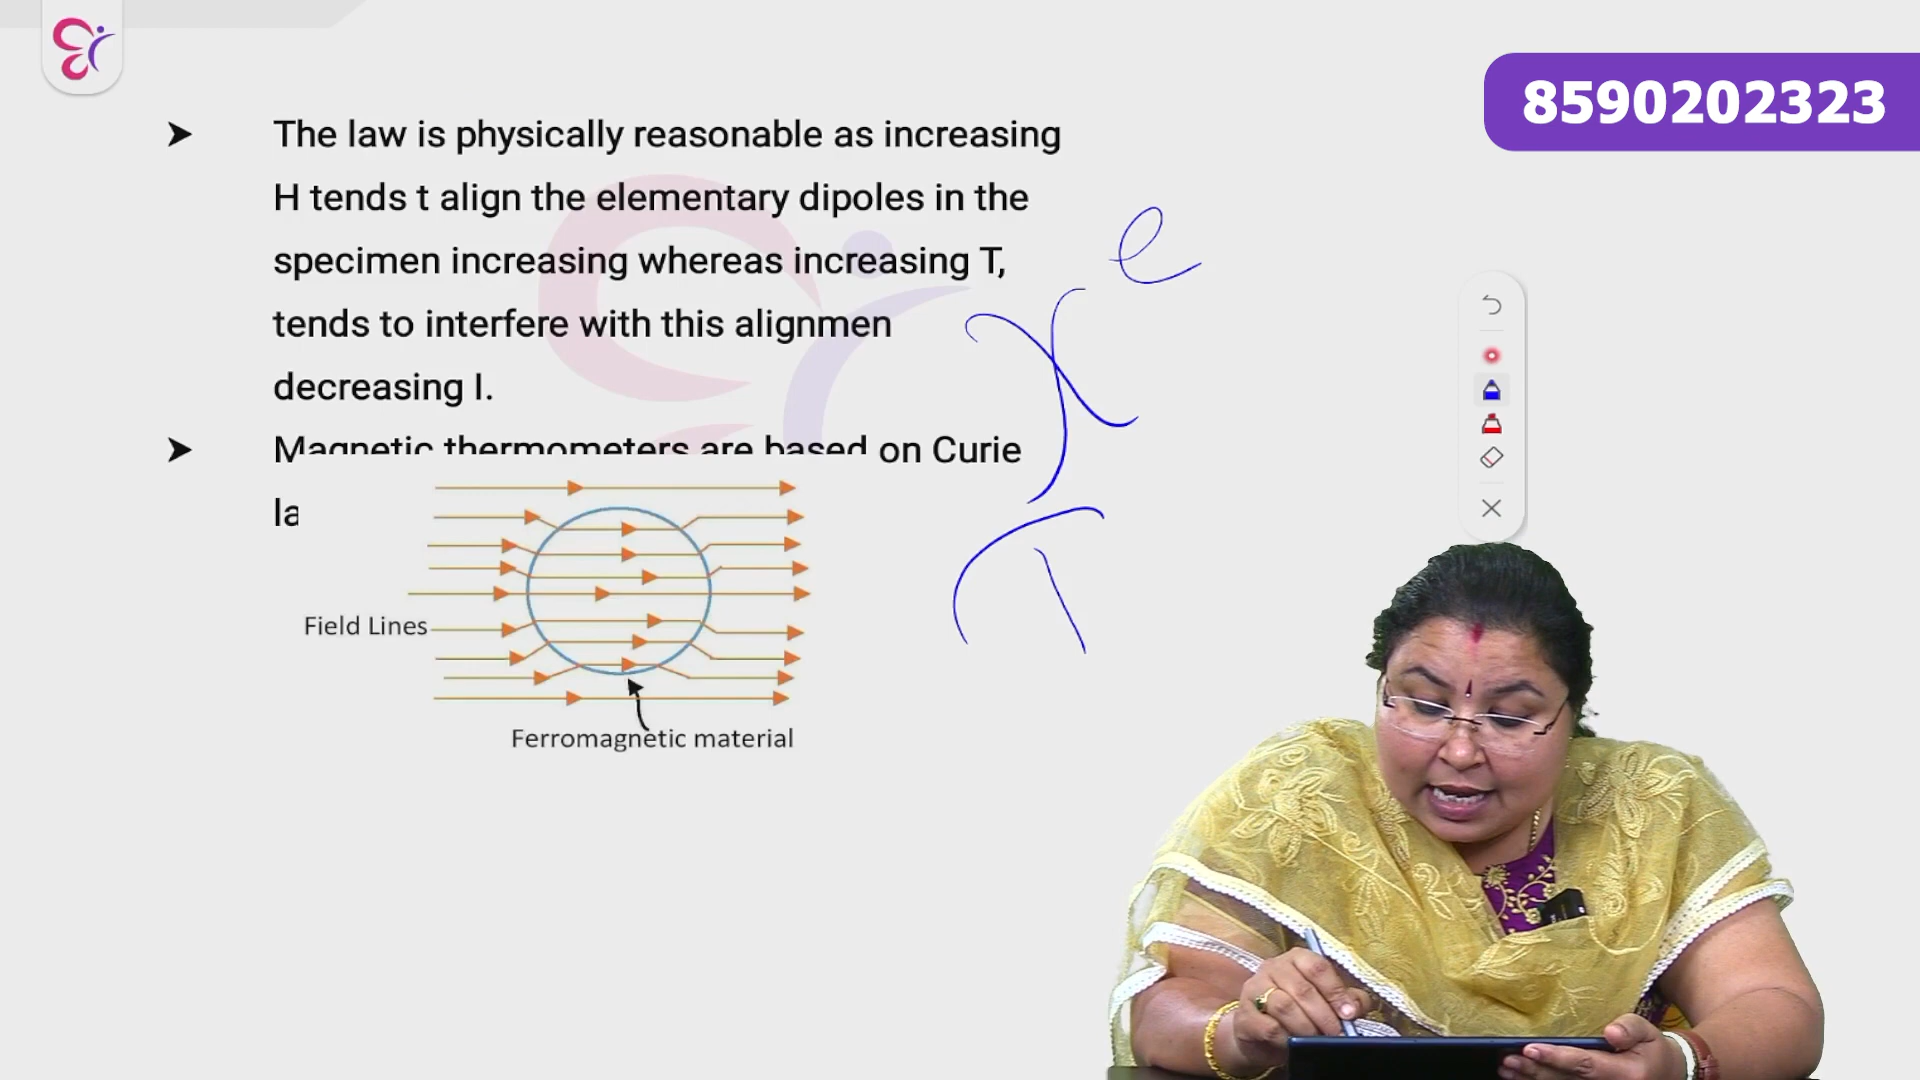 8590202323
➤ The law is physically reasonable as increasing
H tends t align the elementary dipoles in the
specimen increasing whereas increasing T,
tends to interfere with this alignmen
decreasing I.
➤ Magnetic thermometers are based on Curie
la
Field Lines
Ferromagnetic material